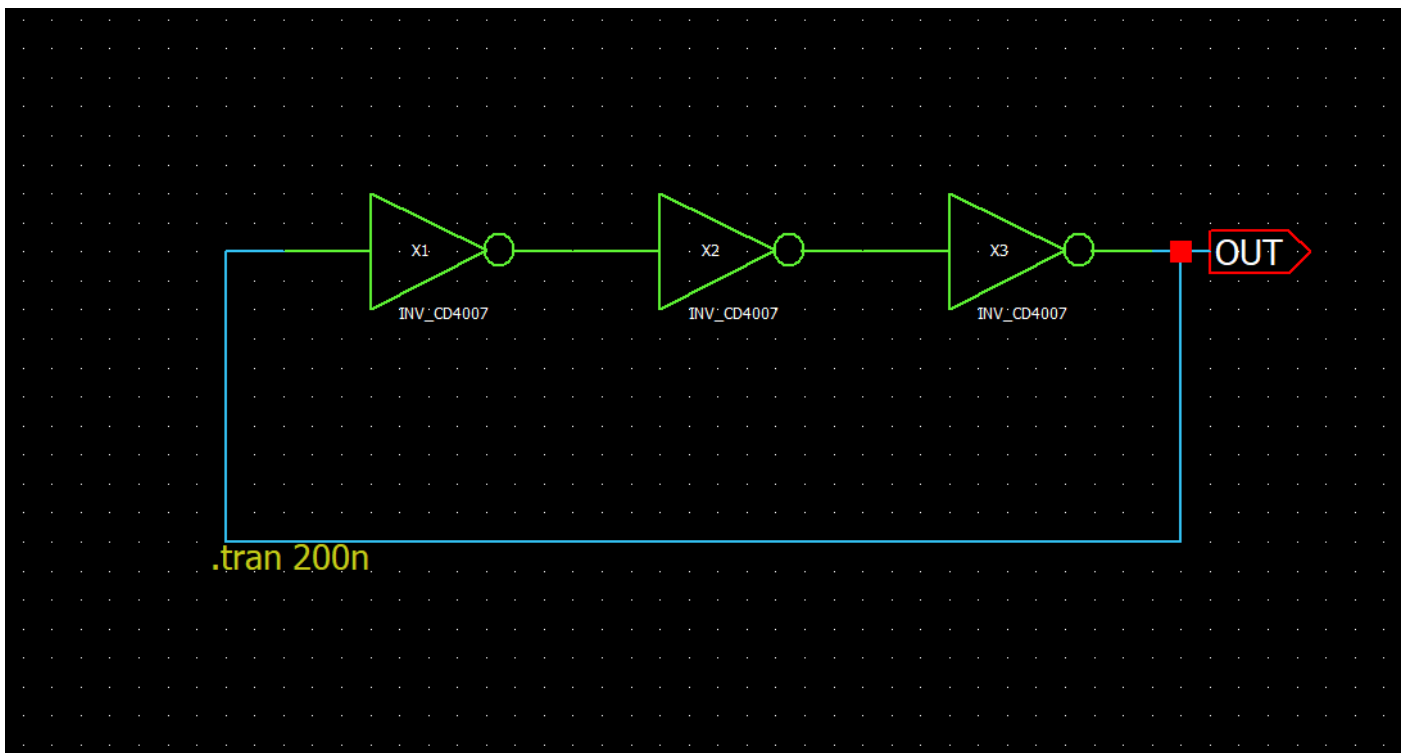 X1
X2
X3
OUT
INV_CD4007
INV_CD4007
INV_CD4007
.tran 200n